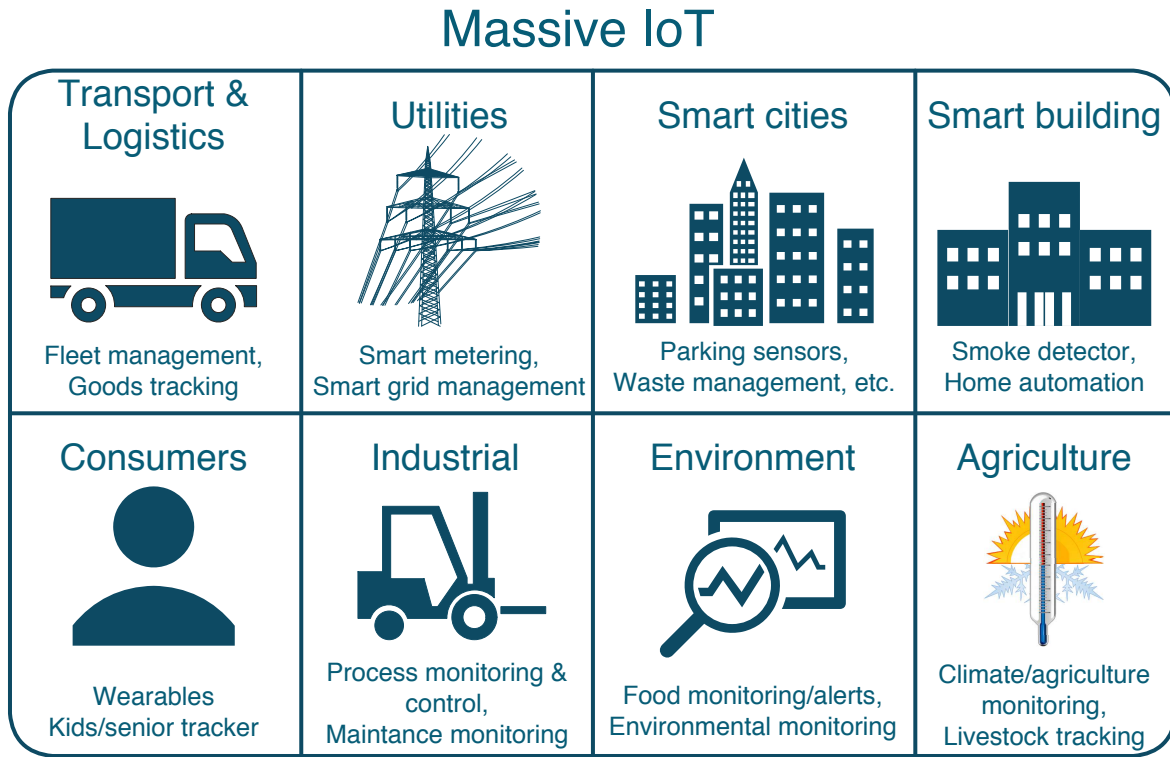 Massive IoT
Transport &
Logistics
Fleet management,
Goods tracking
Utilities
Smart metering,
Smart grid management
Smart cities
Parking sensors,
Waste management, etc.
Smart building
Smoke detector,
Home automation
Consumers
Wearables
Kids/senior tracker
Industrial
Process monitoring &
control,
Maintance monitoring
Environment
Food monitoring/alerts,
Environmental monitoring
Agriculture
Climate/agriculture
monitoring,
Livestock tracking